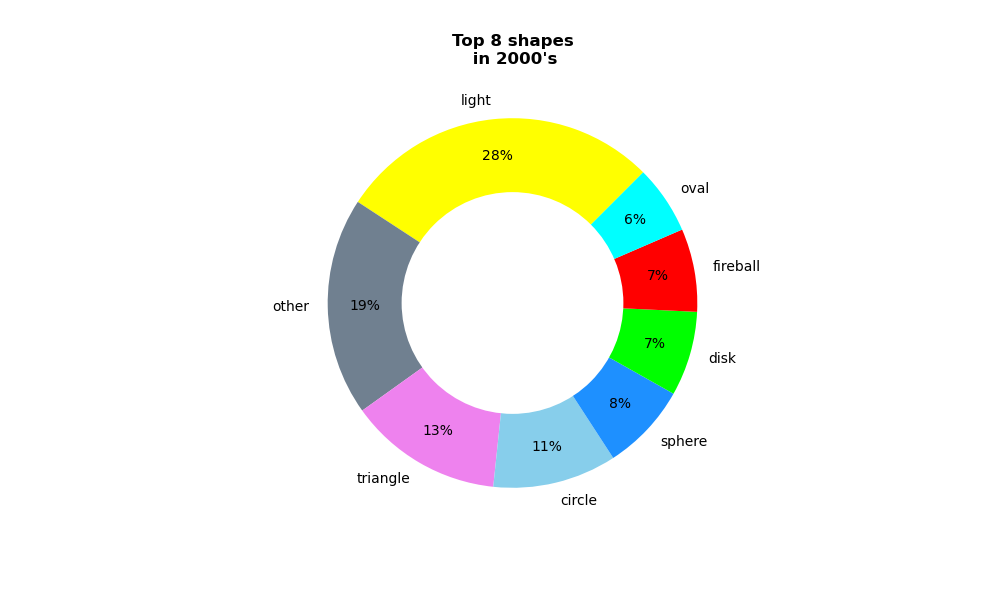 Top 8 shapes
in 2000's
light
28%
oval
6%
fireball
7%
other
19%
disk
7%
sphere
8%
triangle
13%
circle
11%